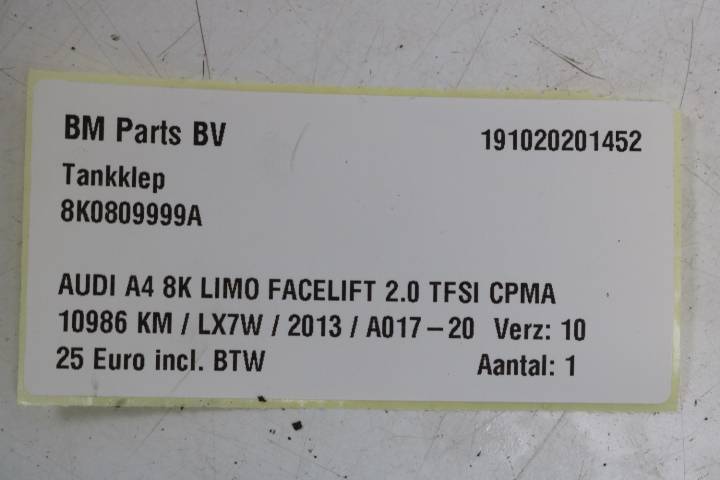 BM Parts BV 191020201452
Tankklep
8K0809999A
AUDI A4 8K LIMO FACELIFT 2.0 TFSI CPMA
10986 KM / LX7W / 2013 / A017-20 Verz: 10
25 Euro incl. BTW Aantal: 1